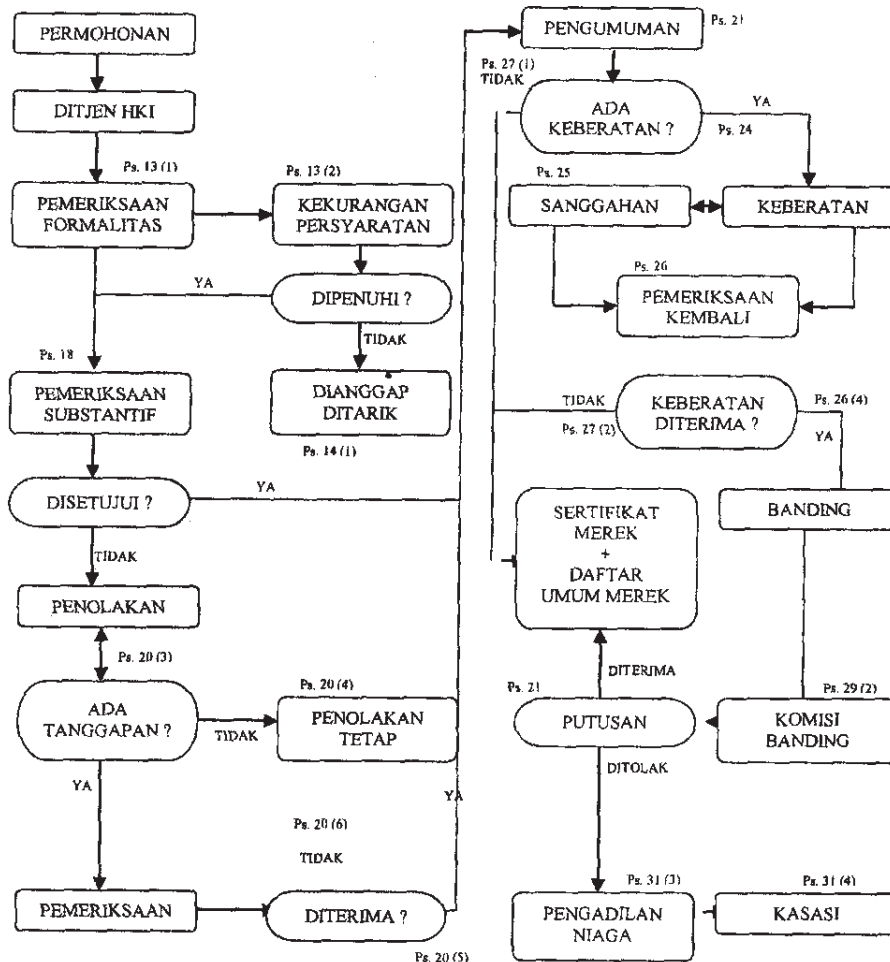 PERMOHONAN
DITJEN HKI
Ps. 13 (1)
PEMERIKSAAN
FORMALITAS
Ps. 13 (2)
KEKURANGAN
PERSYARATAN
YA
DIPENUHI ?
TIDAK
DIANGGAP
DITARIK
Ps. 14 (1)
Ps. 18
PEMERIKSAAN
SUBSTANTIF
DISETUJUI ?
YA
TIDAK
PENOLAKAN
Ps. 20 (3)
ADA
TANGGAPAN ?
TIDAK
Ps. 20 (4)
PENOLAKAN
TETAP
YA
Ps. 20 (6)
TIDAK
PEMERIKSAAN
DITERIMA ?
Ps. 20 (5)
YA
PENGUMUMAN
Ps. 21
Ps. 27 (1)
TIDAK
ADA
KEBERATAN ?
YA
Ps. 24
Ps. 25
SANGGAHAN
KEBERATAN
Ps. 26
PEMERIKSAAN
KEMBALI
TIDAK
Ps. 27 (2)
KEBERATAN
DITERIMA ?
Ps. 26 (4)
YA
SERTIFIKAT
MEREK
+
DAFTAR
UMUM MEREK
BANDING
DITERIMA
Ps. 21
PUTUSAN
Ps. 29 (2)
KOMISI
BANDING
DITOLAK
Ps. 31 (3)
PENGADILAN
NIAGA
Ps. 31 (4)
KASASI